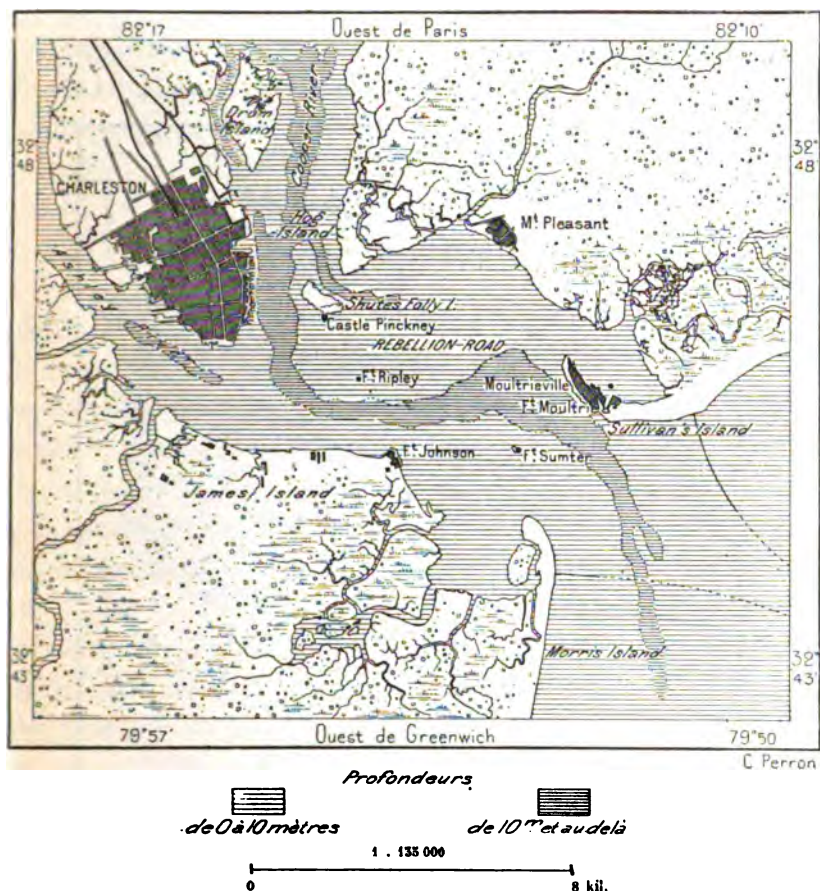 82°17 Ouest de Paris 82°10
32°
48'
32°
48'
Drum
Island
Cooper River
CHARLESTON
Hog
Island
Mt. Pleasant
Ashley
Shutes Folly I.
Castle Pinckney
REBELLION-ROAD
Ft. Ripley
Moultrieville
Ft. Moultrie
Sullivan's Island
Ft. Johnson
Ft. Sumter
James Island
Morris Island
32°
43'
32°
43'
79°57 Ouest de Greenwich 79°50
C Perron
Profondeurs
de 0 à 10 mètres de 10m et au delà
1 . 135 000
0 8 kil.